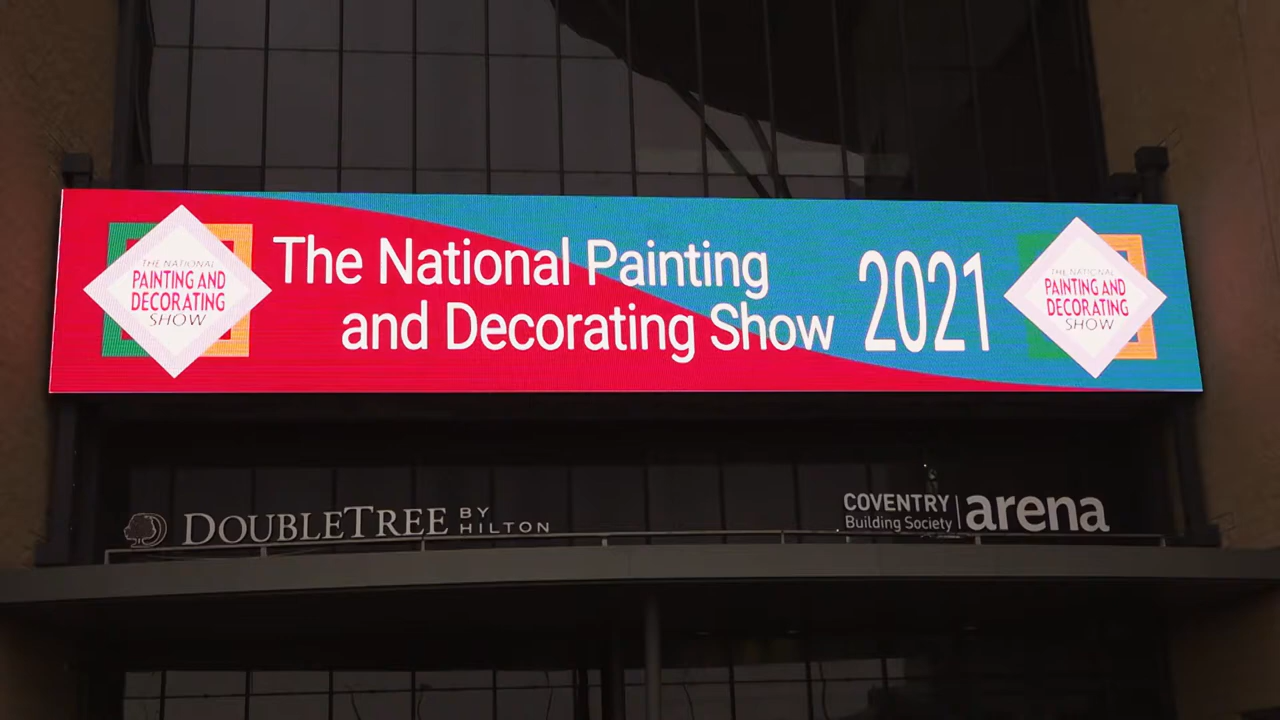 THE NATIONAL
PAINTING AND
DECORATING
SHOW
The National Painting
and Decorating Show
2021
THE NATIONAL
PAINTING AND
DECORATING
SHOW
DOUBLETREE
BY
HILTON
COVENTRY
Building Society
arena